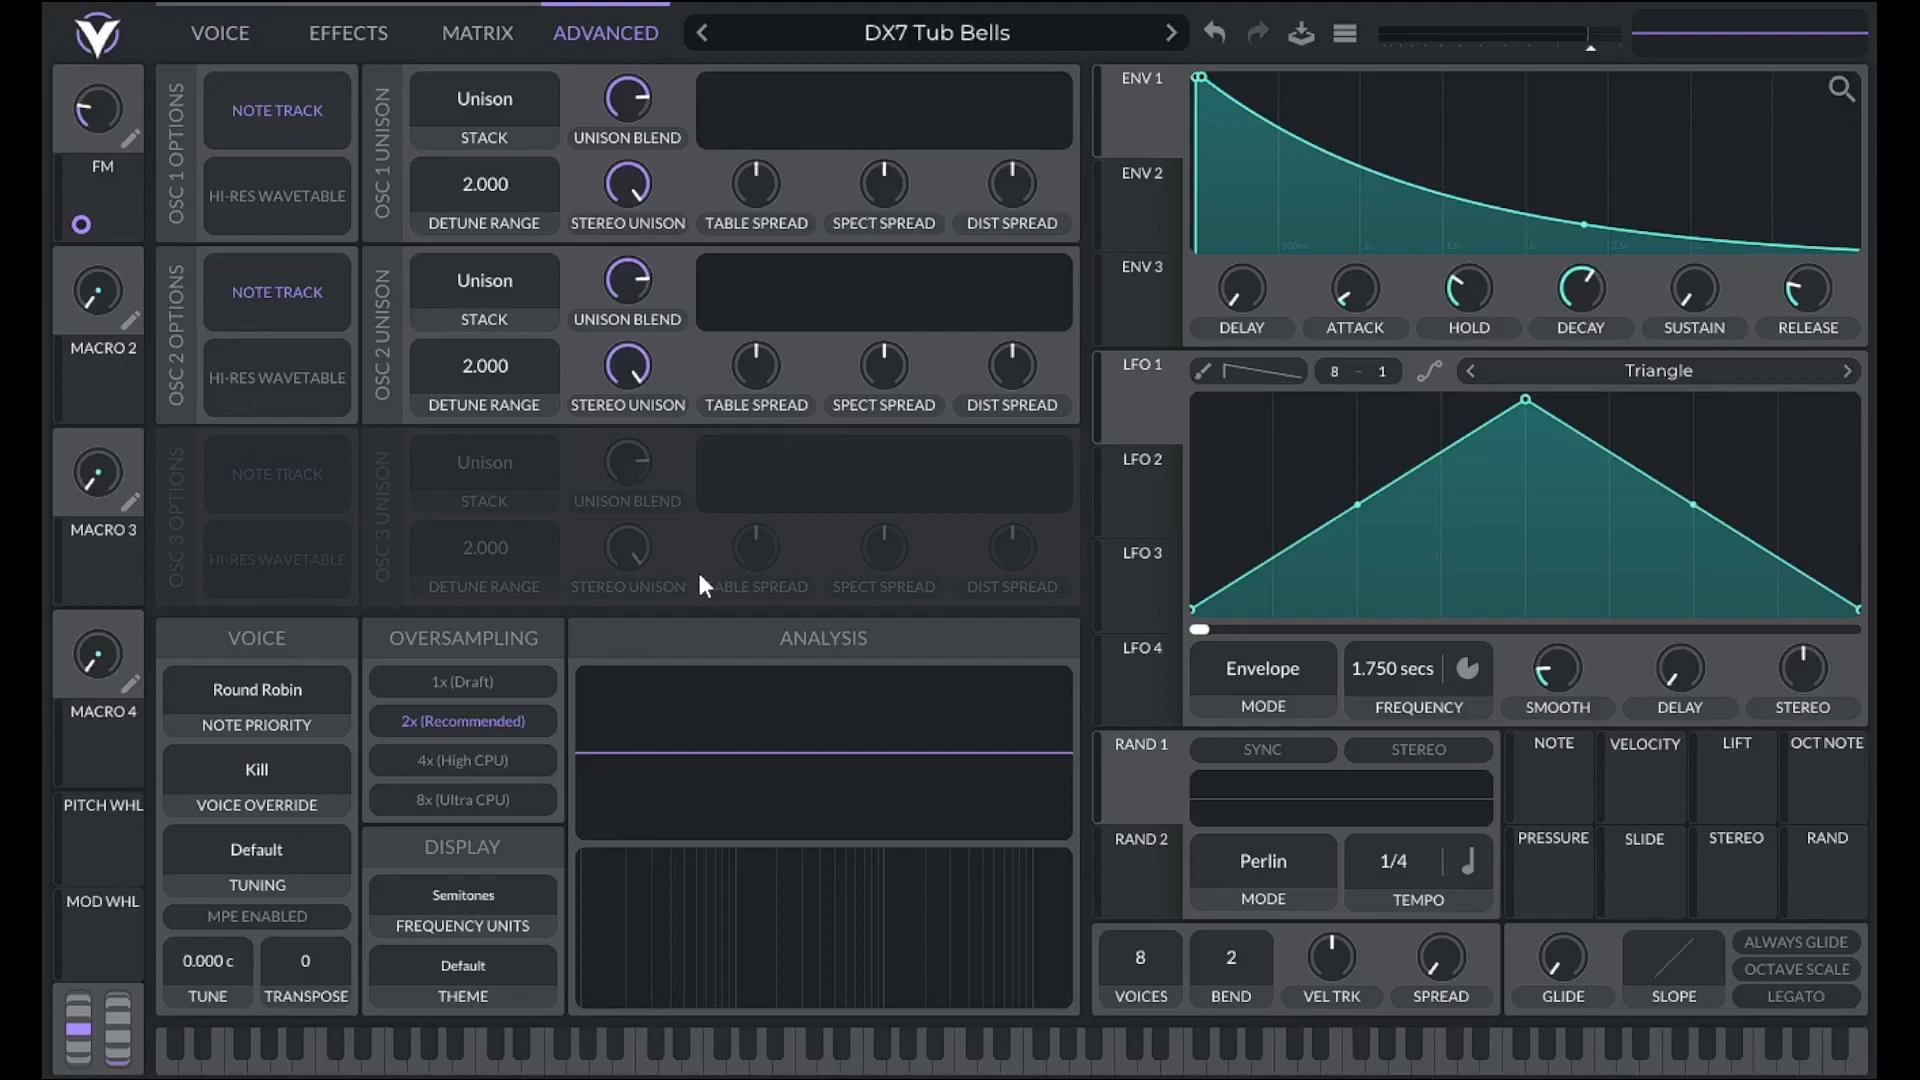 VOICE
EFFECTS
MATRIX
ADVANCED
DX7 Tub Bells
FM
MACRO 2
MACRO 3
MACRO 4
PITCH WHL
MOD WHL
OSC 1 OPTIONS
NOTE TRACK
HI-RES WAVETABLE
OSC 1 UNISON
Unison
STACK
UNISON BLEND
2.000
DETUNE RANGE
STEREO UNISON
TABLE SPREAD
SPECT SPREAD
DIST SPREAD
OSC 2 OPTIONS
NOTE TRACK
HI-RES WAVETABLE
OSC 2 UNISON
Unison
STACK
UNISON BLEND
2.000
DETUNE RANGE
STEREO UNISON
TABLE SPREAD
SPECT SPREAD
DIST SPREAD
OSC 3 OPTIONS
NOTE TRACK
HI-RES WAVETABLE
OSC 3 UNISON
Unison
STACK
UNISON BLEND
2.000
DETUNE RANGE
STEREO UNISON
ABLE SPREAD
SPECT SPREAD
DIST SPREAD
VOICE
Round Robin
NOTE PRIORITY
Kill
VOICE OVERRIDE
Default
TUNING
MPE ENABLED
0.000 c
TUNE
0
TRANSPOSE
OVERSAMPLING
1x (Draft)
2x (Recommended)
4x (High CPU)
8x (Ultra CPU)
DISPLAY
Semitones
FREQUENCY UNITS
Default
THEME
ANALYSIS
ENV 1
ENV 2
ENV 3
DELAY
ATTACK
HOLD
DECAY
SUSTAIN
RELEASE
LFO 1
LFO 2
LFO 3
LFO 4
8 - 1
Triangle
Envelope
MODE
1.750 secs
FREQUENCY
SMOOTH
DELAY
STEREO
RAND 1
RAND 2
SYNC
STEREO
Perlin
MODE
1/4
TEMPO
NOTE
VELOCITY
LIFT
OCT NOTE
PRESSURE
SLIDE
STEREO
RAND
8
VOICES
2
BEND
VEL TRK
SPREAD
GLIDE
SLOPE
ALWAYS GLIDE
OCTAVE SCALE
LEGATO